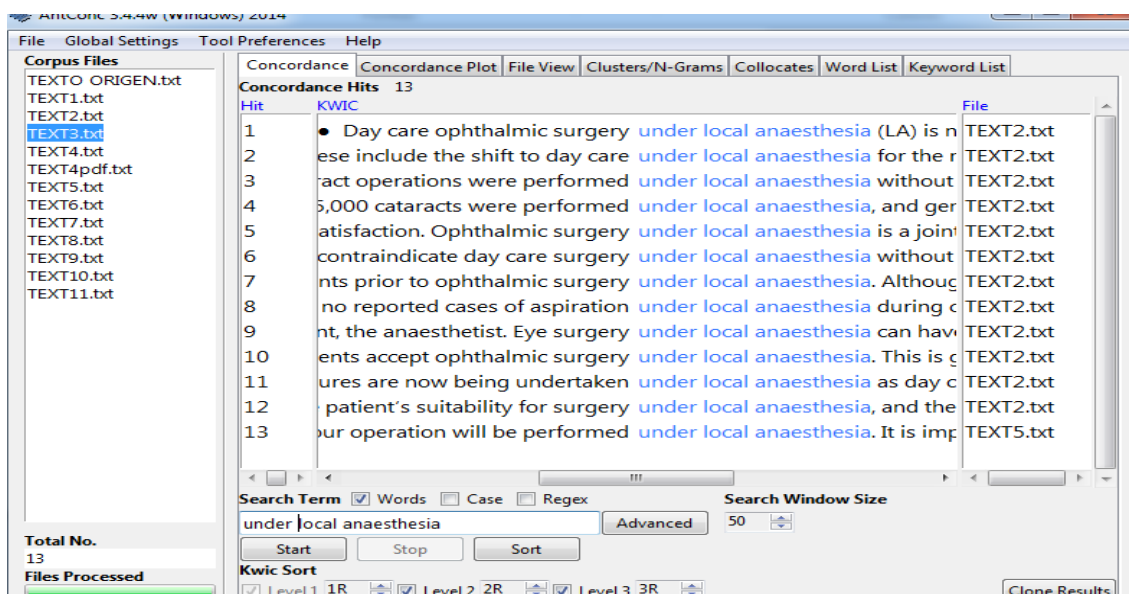 AntConc 3.4.4w (Windows) 2014
File Global Settings Tool Preferences Help
Corpus Files
TEXTO ORIGEN.txt
TEXT1.txt
TEXT2.txt
TEXT3.txt
TEXT4.txt
TEXT4pdf.txt
TEXT5.txt
TEXT6.txt
TEXT7.txt
TEXT8.txt
TEXT9.txt
TEXT10.txt
TEXT11.txt
Total No.
13
Files Processed
Concordance Concordance Plot File View Clusters/N-Grams Collocates Word List Keyword List
Concordance Hits 13
Hit KWIC File
1 • Day care ophthalmic surgery under local anaesthesia (LA) is n TEXT2.txt
2 ese include the shift to day care under local anaesthesia for the r TEXT2.txt
3 ract operations were performed under local anaesthesia without TEXT2.txt
4 5,000 cataracts were performed under local anaesthesia, and ger TEXT2.txt
5 atisfaction. Ophthalmic surgery under local anaesthesia is a joint TEXT2.txt
6 contraindicate day care surgery under local anaesthesia without TEXT2.txt
7 nts prior to ophthalmic surgery under local anaesthesia. Althoug TEXT2.txt
8 no reported cases of aspiration under local anaesthesia during c TEXT2.txt
9 nt, the anaesthetist. Eye surgery under local anaesthesia can hav TEXT2.txt
10 ents accept ophthalmic surgery under local anaesthesia. This is g TEXT2.txt
11 ures are now being undertaken under local anaesthesia as day c TEXT2.txt
12 patient's suitability for surgery under local anaesthesia, and the TEXT2.txt
13 our operation will be performed under local anaesthesia. It is imp TEXT5.txt
Search Term Words Case Regex Search Window Size
under local anaesthesia Advanced 50
Start Stop Sort
Kwic Sort
Level 1 1R Level 2 2R Level 3 3R Clone Results